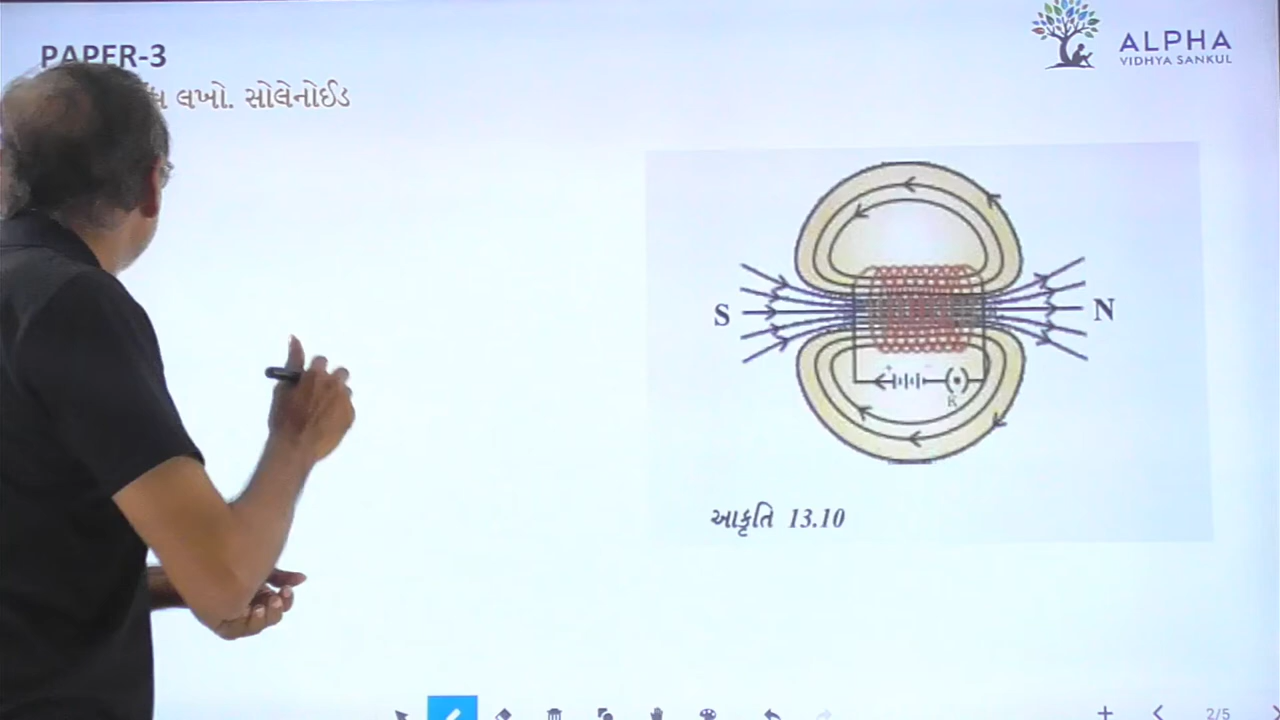 PAPER-3
લખો. સોલેનોઈડ
ALPHA
VIDHYA SANKUL
S
N
+
-
K
આકૃતિ 13.10
2/5